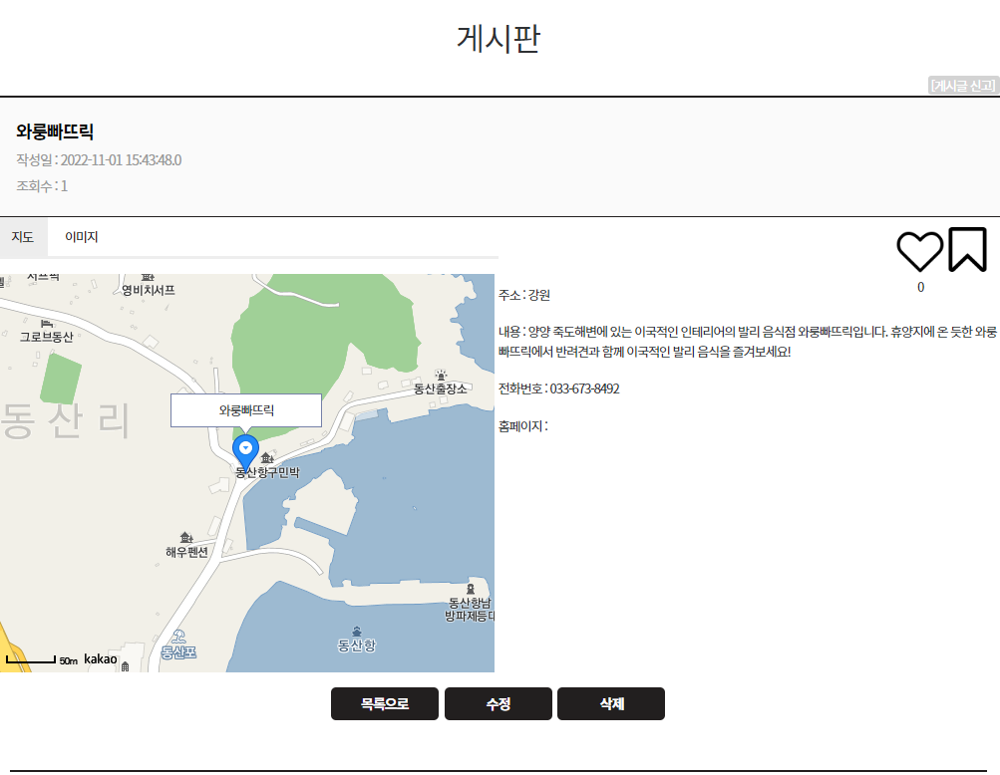 게시판
[게시글 신고]
와룽빠뜨릭
작성일 : 2022-11-01 15:43:48.0
조회수 : 1
지도
이미지
0
주소 : 강원
내용 : 양양 죽도해변에 있는 이국적인 인테리어의 발리 음식점 와룽빠뜨릭입니다. 휴양지에 온 듯한 와룽
빠뜨릭에서 반려견과 함께 이국적인 발리 음식을 즐겨보세요!
전화번호 : 033-673-8492
홈페이지 :
영비치서프
그로브동산
동산출장소
동산리
와룽빠뜨릭
동산항구민박
해우펜션
동산항남
방파제등대
동산항
동산포
50m kakao
목록으로
수정
삭제